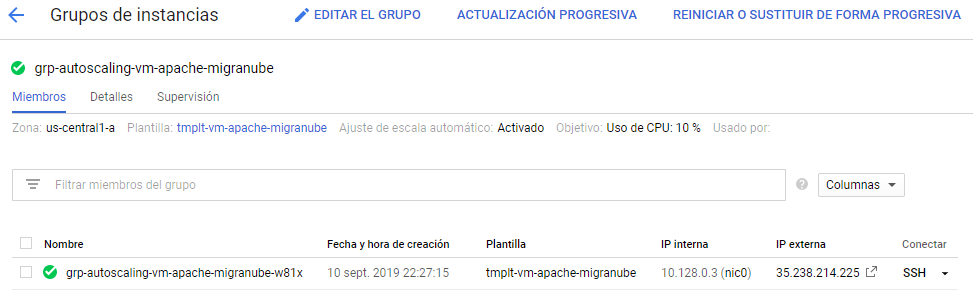 Grupos de instancias EDITAR EL GRUPO ACTUALIZACIÓN PROGRESIVA REINICIAR O SUSTITUIR DE FORMA PROGRESIVA
grp-autoscaling-vm-apache-migranube
Miembros Detalles Supervisión
Zona: us-central1-a Plantilla: tmplt-vm-apache-migranube Ajuste de escala automático: Activado Objetivo: Uso de CPU: 10 % Usado por:
Filtrar miembros del grupo ? Columnas
Nombre Fecha y hora de creación Plantilla IP interna IP externa Conectar
grp-autoscaling-vm-apache-migranube-w81x 10 sept. 2019 22:27:15 tmplt-vm-apache-migranube 10.128.0.3 (nic0) 35.238.214.225 SSH